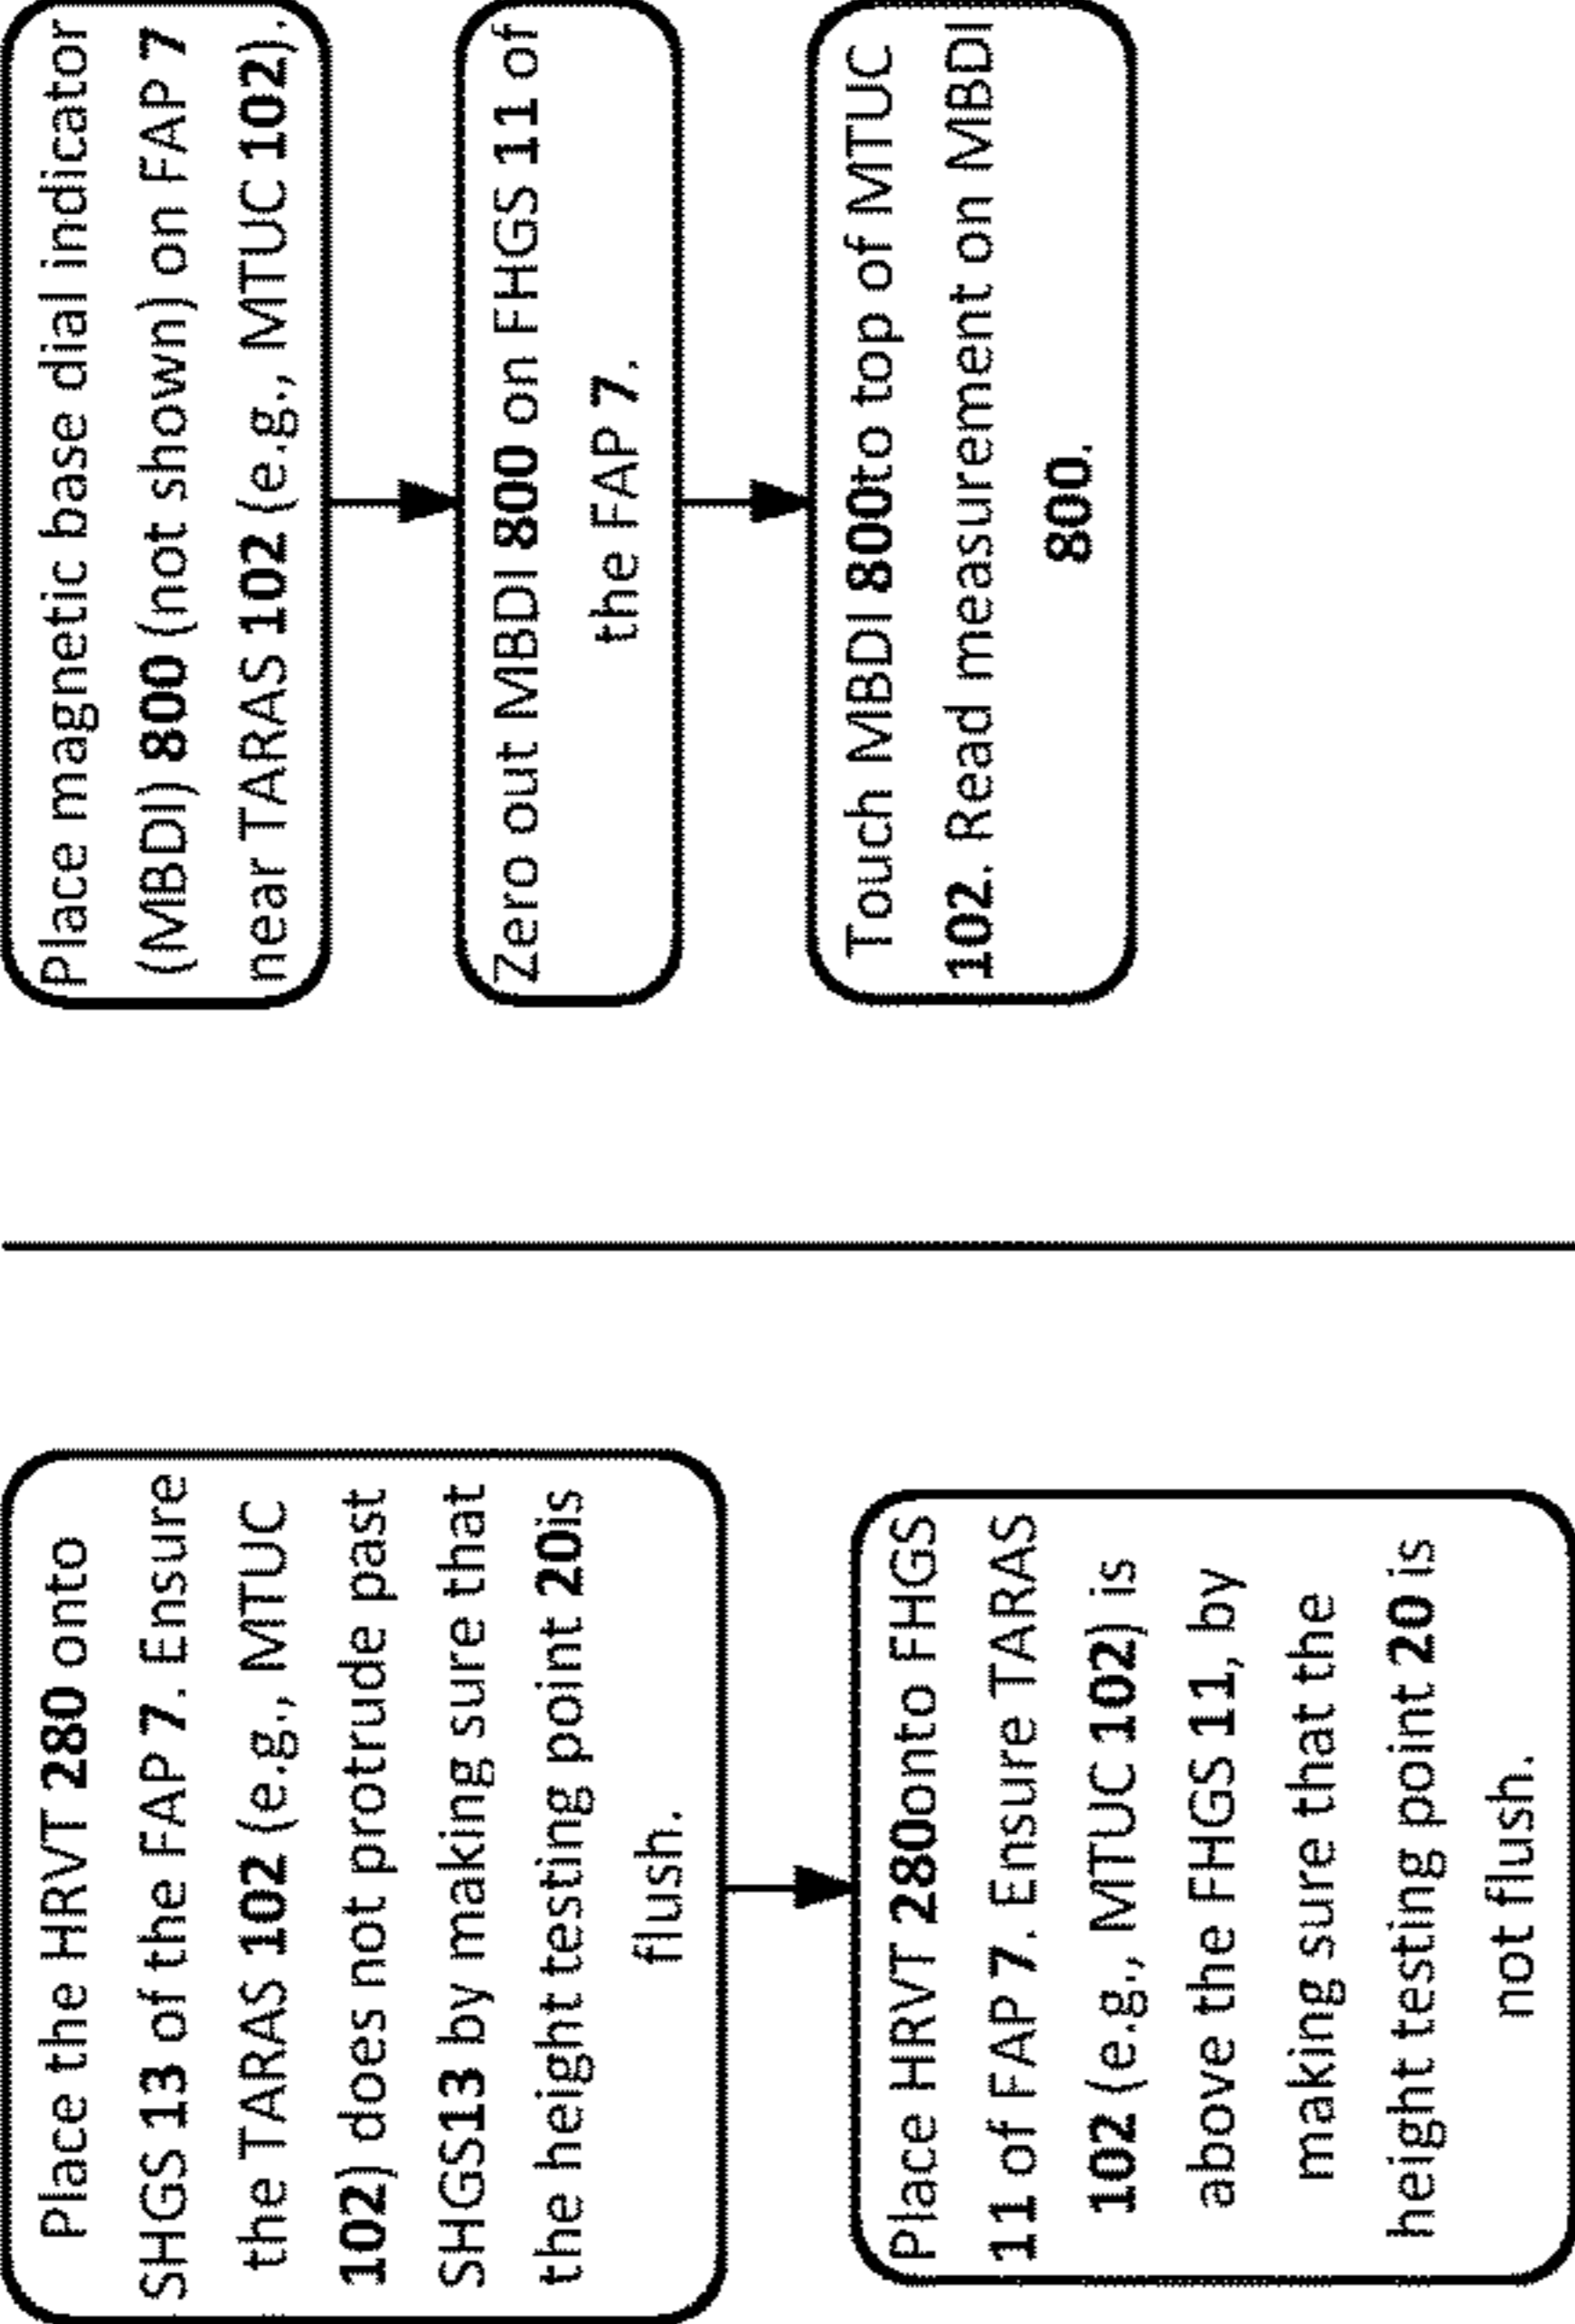 Place the HRVT 280 onto
SHGS 13 of the FAP 7. Ensure
the TARAS 102 (e.g., MTUC
102) does not protrude past
SHGS13 by making sure that
the height testing point 20is
flush.
Place HRVT 280onto FHGS
11 of FAP 7. Ensure TARAS
102 (e.g., MTUC 102) is
above the FHGS 11, by
making sure that the
height testing point 20 is
not flush.
Place magnetic base dial indicator
(MBDI) 800 (not shown) on FAP 7
near TARAS 102 (e.g., MTUC 102).
Zero out MBDI 800 on FHGS 11 of
the FAP 7.
Touch MBDI 800to top of MTUC
102. Read measurement on MBDI
800.